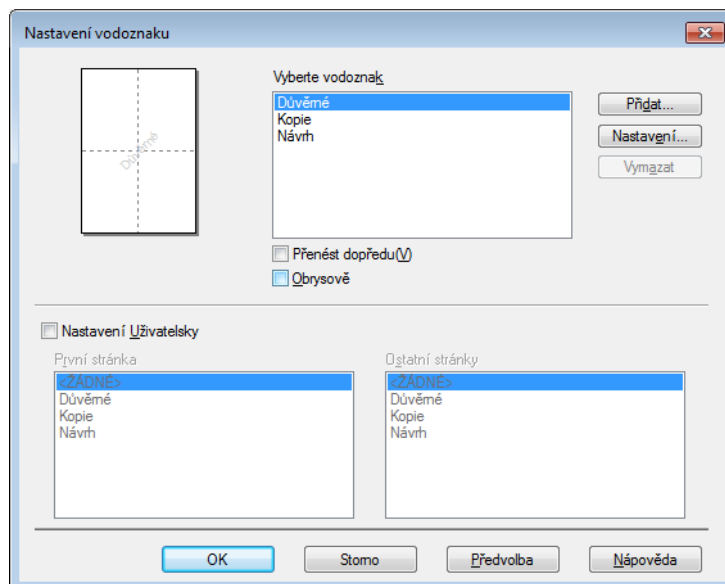 Nastavení vodoznaku
Vyberte vodoznak
Důvěrné
Kopie
Návrh
Přidat...
Nastavení...
Vymazat
Důvěrné
Přenést dopředu(V)
Obrysově
Nastavení Uživatelsky
První stránka
<ŽÁDNÉ>
Důvěrné
Kopie
Návrh
Ostatní stránky
<ŽÁDNÉ>
Důvěrné
Kopie
Návrh
OK
Storno
Předvolba
Nápověda